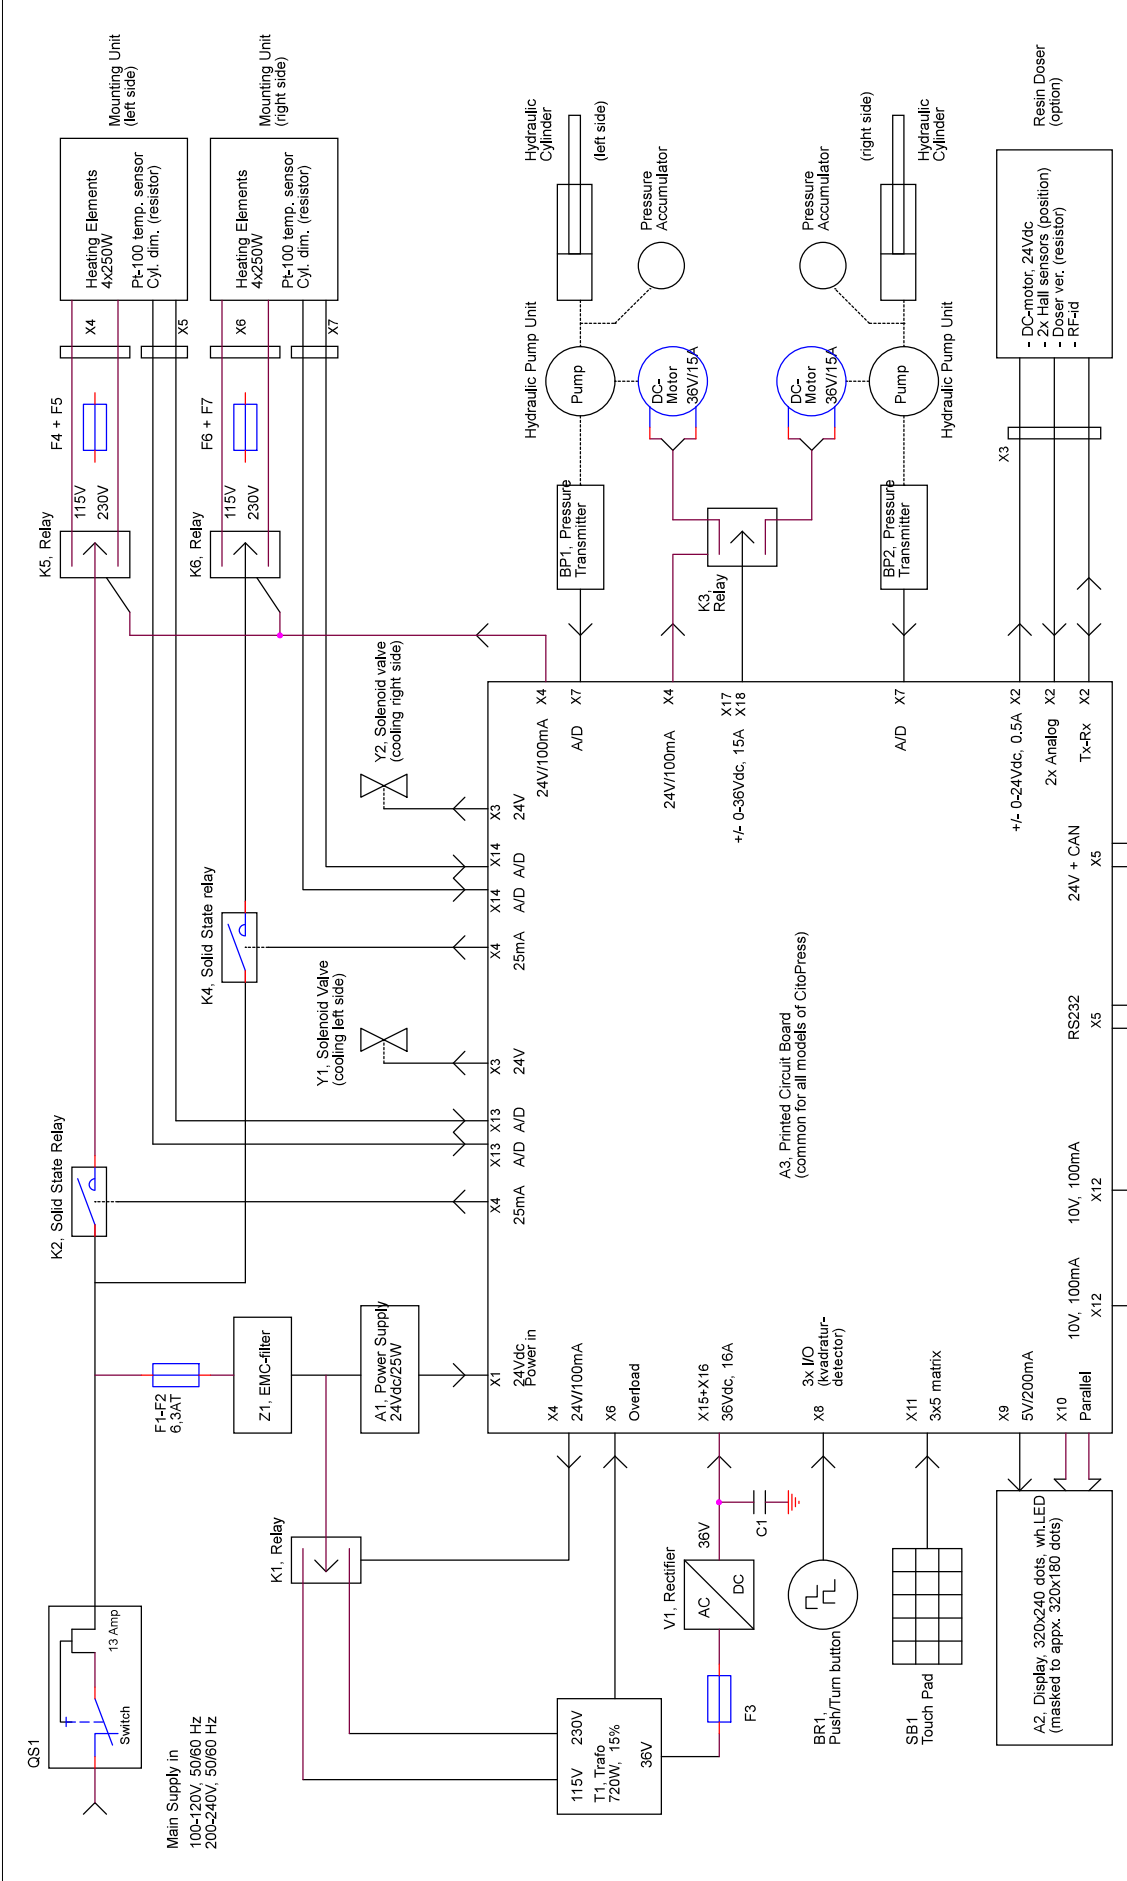 QS1
Switch
13 Amp
Main Supply in
100-120V, 50/60 Hz
200-240V, 50/60 Hz
F1-F2
6,3AT
Z1, EMC-filter
A1, Power Supply
24Vdc/25W
K1, Relay
K2, Solid State Relay
K4, Solid State relay
Y1, Solenoid Valve
(cooling left side)
Y2, Solenoid valve
(cooling right side)
K5, Relay
115V
230V
F4 + F5
X4
X5
Heating Elements
4x250W
Pt-100 temp. sensor
Cyl. dim. (resistor)
Mounting Unit
(left side)
K6, Relay
115V
230V
F6 + F7
X6
X7
Heating Elements
4x250W
Pt-100 temp. sensor
Cyl. dim. (resistor)
Mounting Unit
(right side)
115V
230V
T1, Trafo
720W, 15%
36V
F3
V1, Rectifier
AC
DC
36V
C1
BR1,
Push/Turn button
SB1
Touch Pad
A2, Display, 320x240 dots, wh.LED
(masked to appx. 320x180 dots)
X1
24Vdc
Power in
X4
25mA
X13
A/D
X13
A/D
X3
24V
X4
25mA
X14
A/D
X14
A/D
X3
24V
X4
24V/100mA
X6
Overload
X15+X16
36Vdc, 16A
X8
3x I/O
(kvadratur-
detector)
X11
3x5 matrix
X9
5V/200mA
X10
Parallel
A3, Printed Circuit Board
(common for all models of CitoPress)
10V, 100mA
X12
10V, 100mA
X12
RS232
X5
24V + CAN
X5
X4
24V/100mA
X7
A/D
X4
24V/100mA
X17
X18
+/- 0-36Vdc, 15A
X7
A/D
X2
+/- 0-24Vdc, 0.5A
X2
2x Analog
X2
Tx-Rx
BP1, Pressure
Transmitter
K3,
Relay
BP2, Pressure
Transmitter
Hydraulic Pump Unit
Pump
DC-
Motor
36V/15A
Pressure
Accumulator
Hydraulic
Cylinder
(left side)
DC-
Motor
36V/15A
Pump
Hydraulic Pump Unit
Pressure
Accumulator
(right side)
Hydraulic
Cylinder
X3
- DC-motor, 24Vdc
- 2x Hall sensors (position)
- Doser ver. (resistor)
- RF-id
Resin Doser
(option)